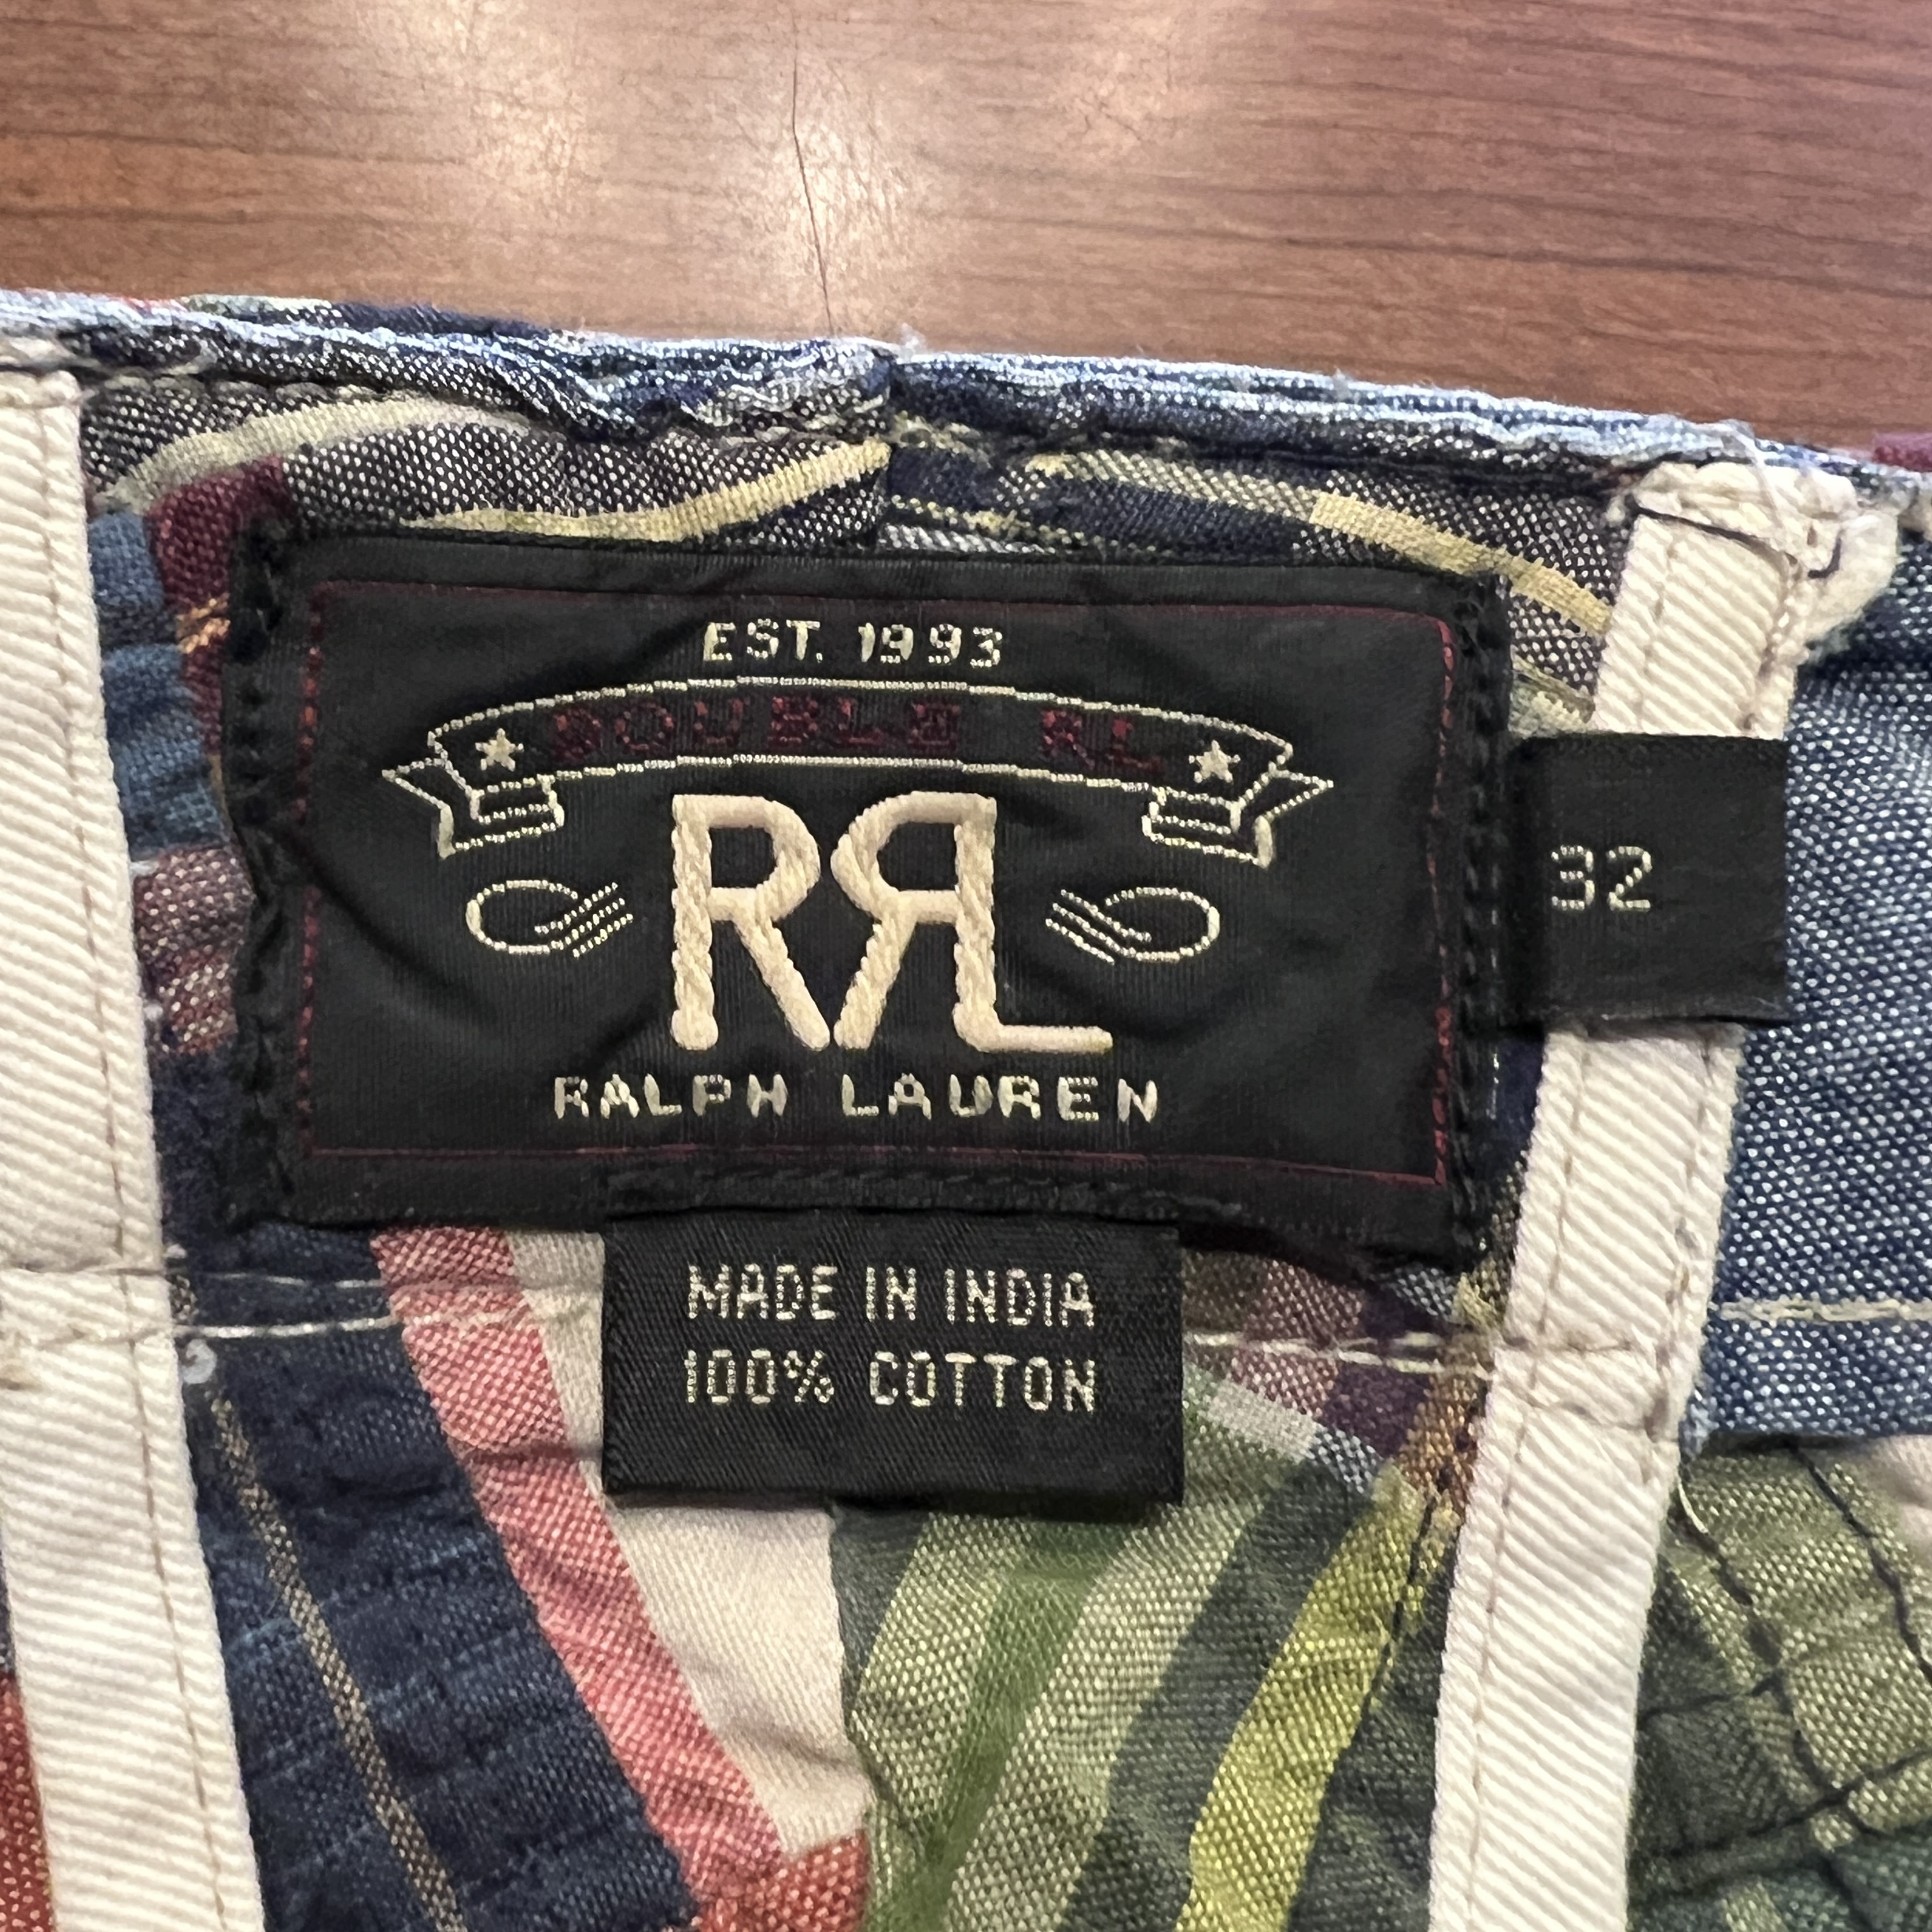 EST. 1993
DOUBLE RL
RRL
RALPH LAUREN
32
MADE IN INDIA
100% COTTON